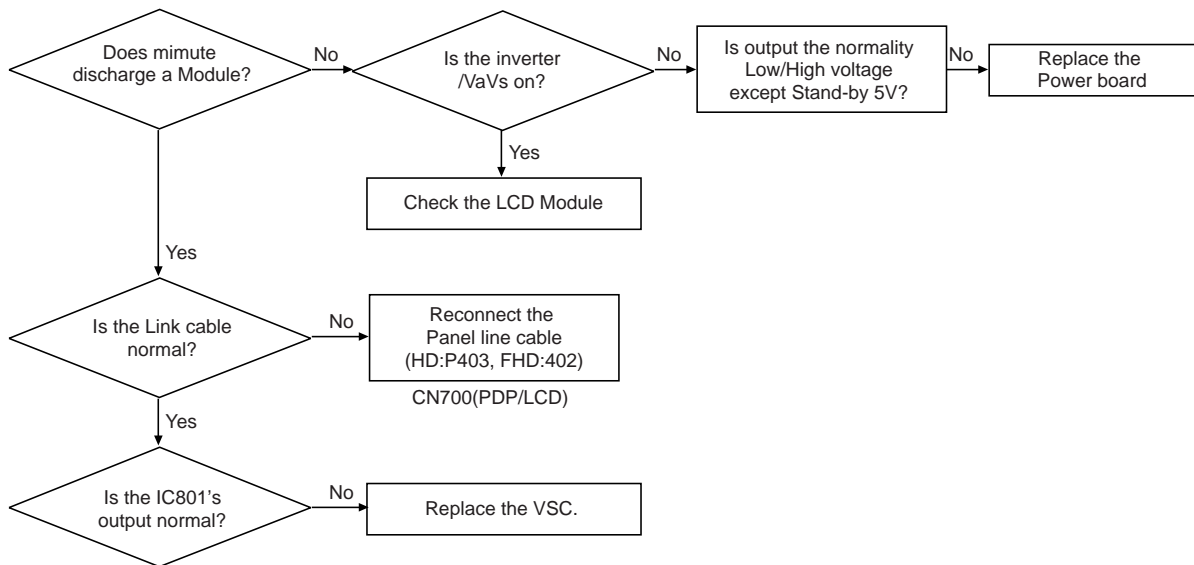 Does mimute
discharge a Module?
No
Is the inverter
/VaVs on?
No
Is output the normality
Low/High voltage
except Stand-by 5V?
No
Replace the
Power board
Yes
Check the LCD Module
Yes
Is the Link cable
normal?
No
Reconnect the
Panel line cable
(HD:P403, FHD:402)
CN700(PDP/LCD)
Yes
Is the IC801’s
output normal?
No
Replace the VSC.